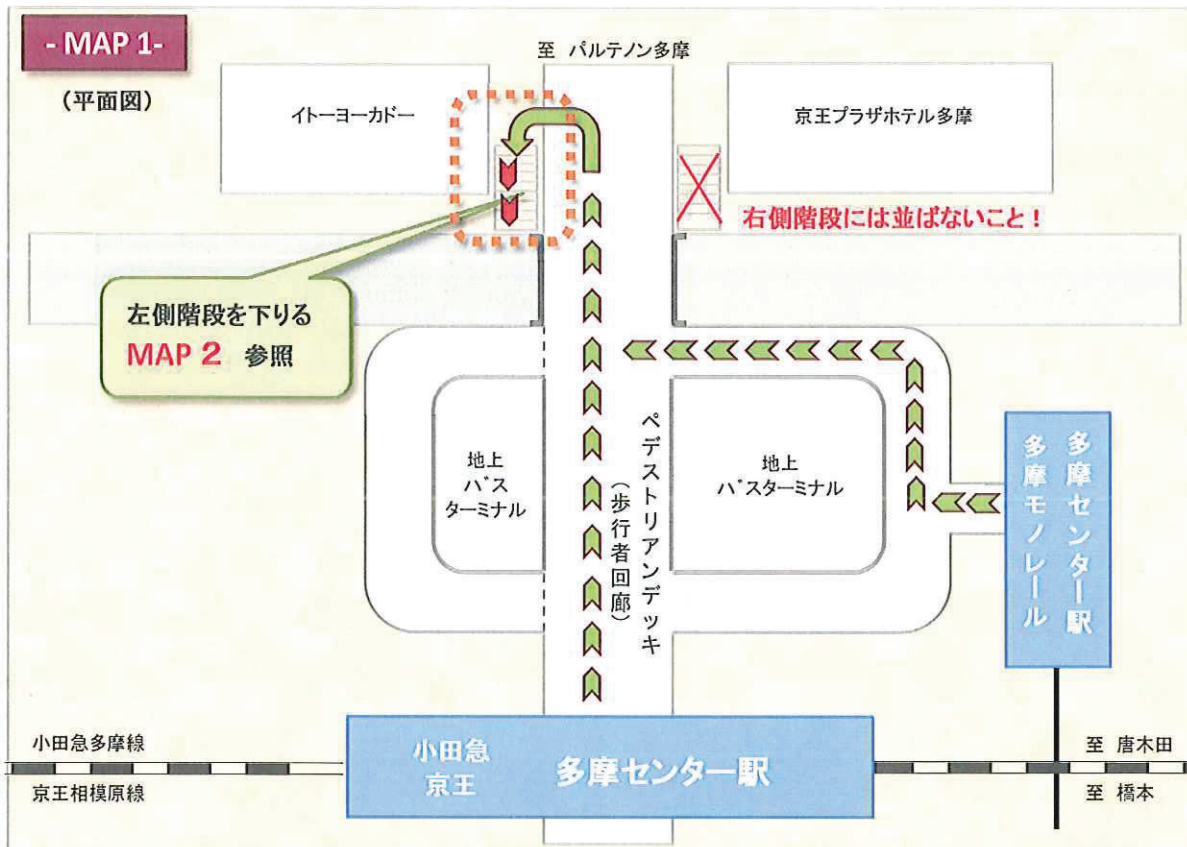 - MAP 1-
(平面図)
至 パルテノン多摩
イトーヨーカドー
京王プラザホテル多摩
右側階段には並ばないこと！
左側階段を下りる
MAP 2 参照
地上
バス
ターミナル
ペデストリアンデッキ
(歩行者回廊)
地上
バスターミナル
多摩センター駅
多摩モノレール
小田急多摩線
京王相模原線
小田急
京王
多摩センター駅
至 唐木田
至 橋本